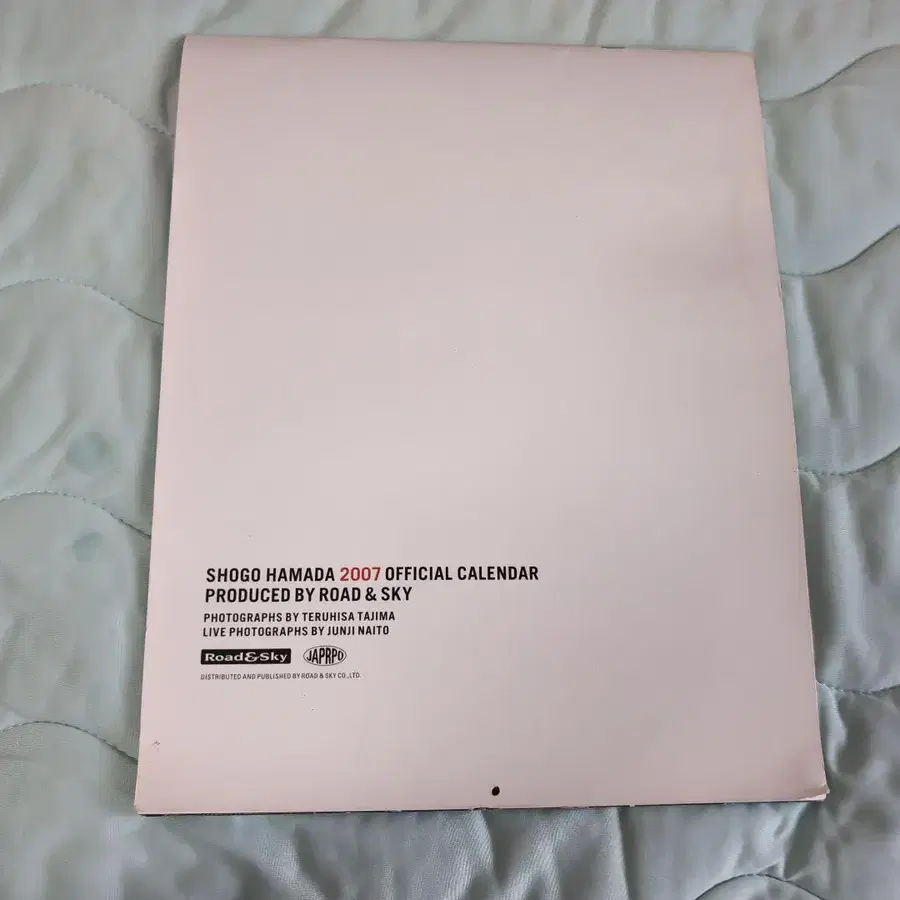 SHOGO HAMADA 2007 OFFICIAL CALENDAR
PRODUCED BY ROAD & SKY
PHOTOGRAPHS BY TERUHISA TAJIMA
LIVE PHOTOGRAPHS BY JUNJI NAITO
Road&Sky JAPRPO
DISTRIBUTED AND PUBLISHED BY ROAD & SKY CO.,LTD.